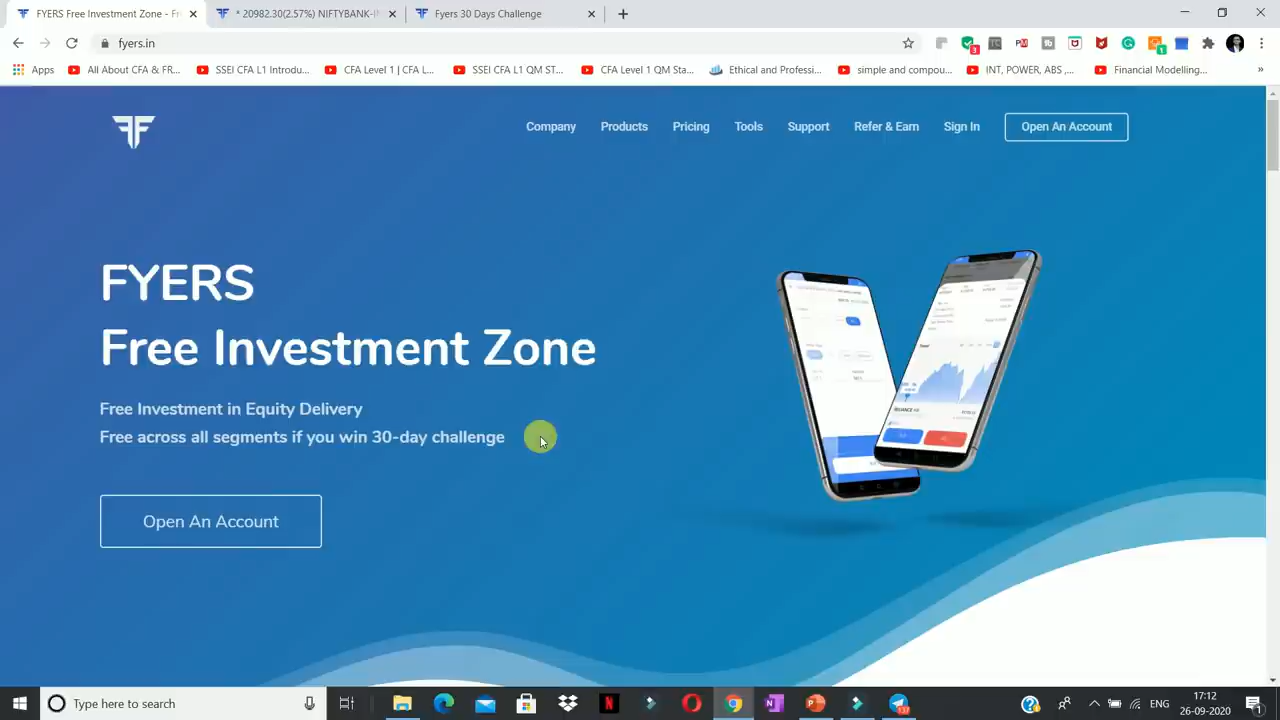 FYERS Free Investment Zone - Fr
* 20982.30(2.57%) NIFTYBANK-I
Fyers 30 Days Challenge
fyers.in
3
1
Apps
All About CFA & FR...
SSEI CFA L1 Introdu...
CFA Level 1| CFA L...
SSEI CFA L1 QM ST...
CFA Level 1 QM Sta...
Ethical and Professi...
simple and compou...
INT, POWER, ABS ,...
Financial Modelling...
Company
Products
Pricing
Tools
Support
Refer & Earn
Sign In
Open An Account
FYERS
Free Investment Zone
Free Investment in Equity Delivery
Free across all segments if you win 30-day challenge
Open An Account
Type here to search
ENG
17:12
26-09-2020